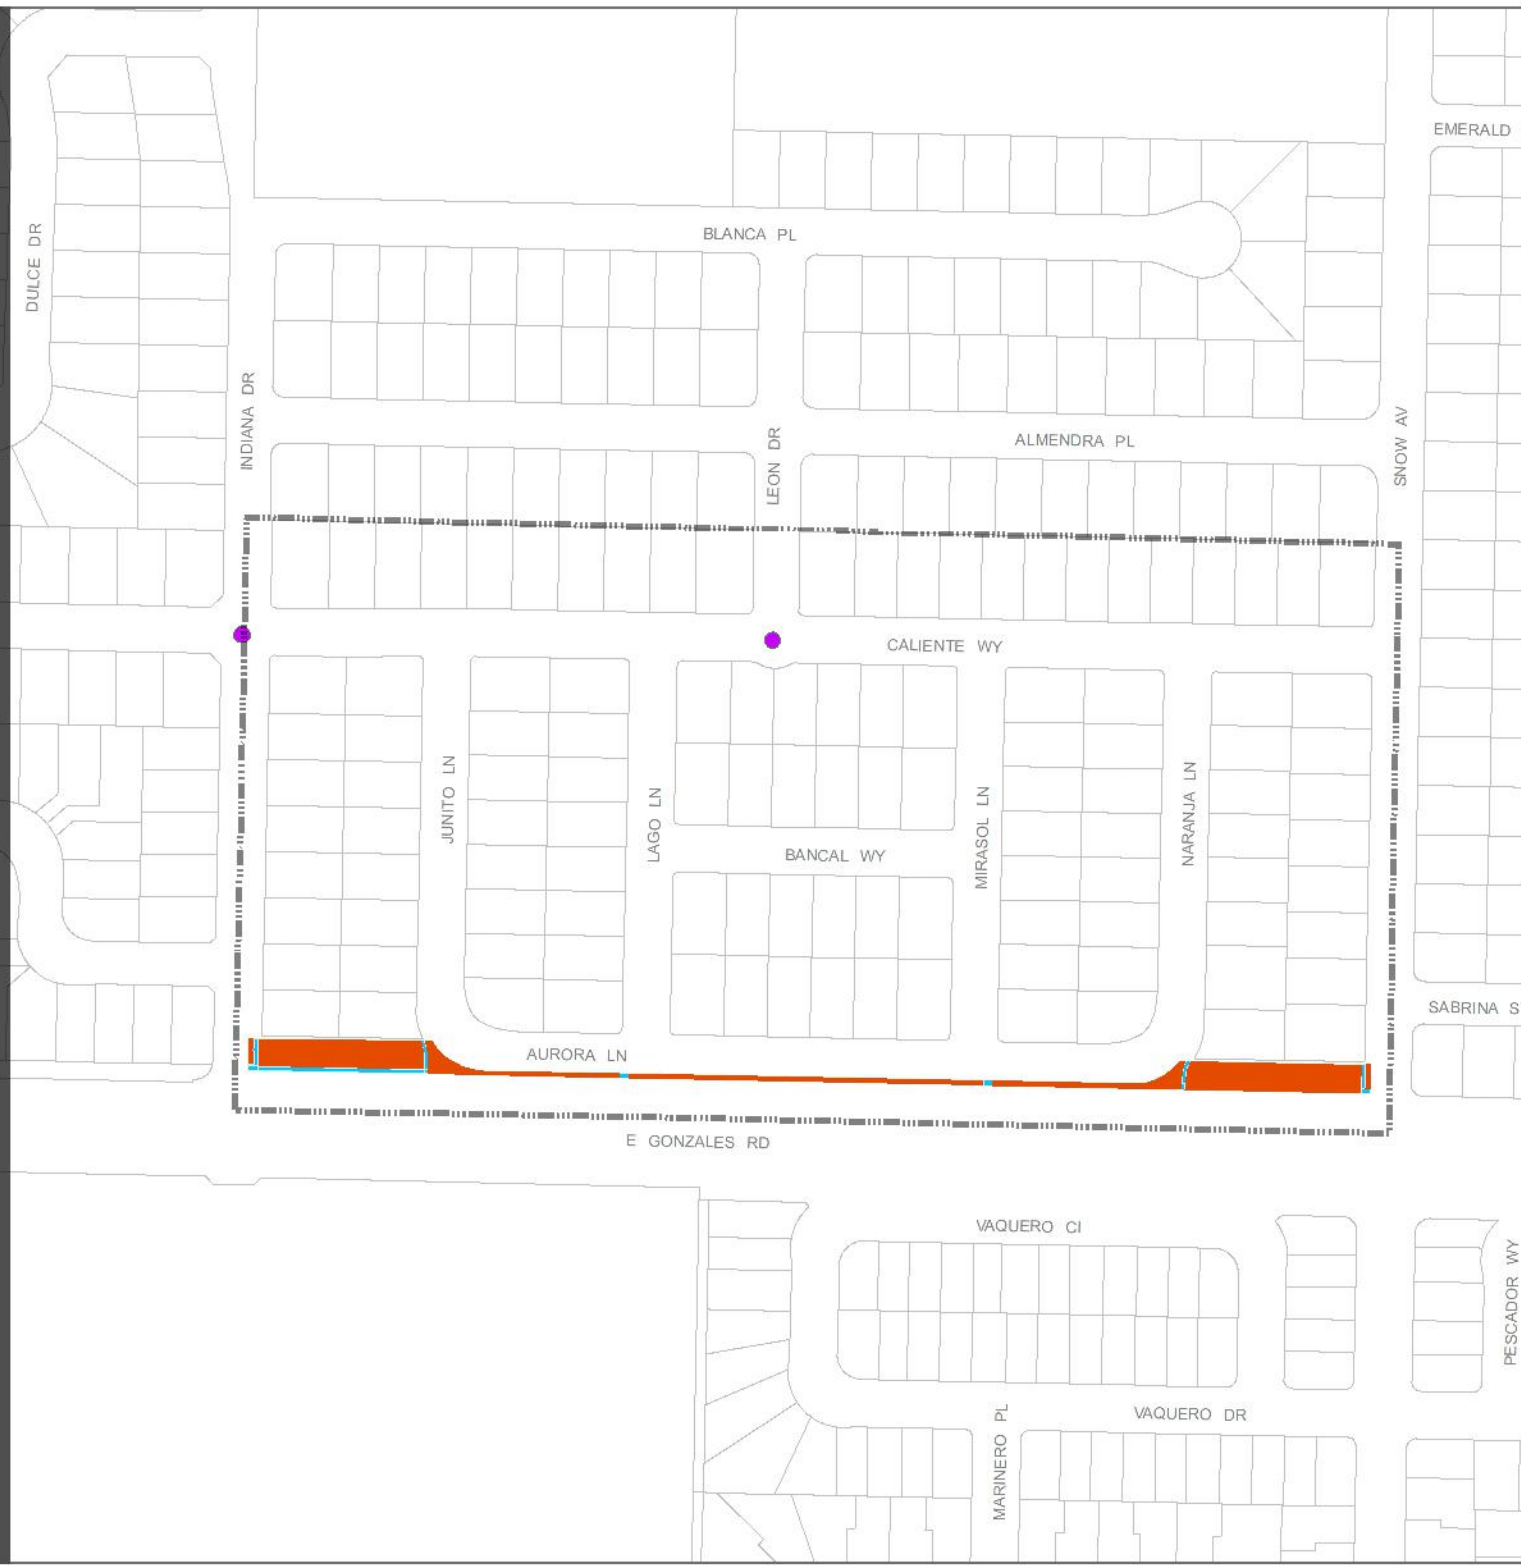 EMERALD
DULCE DR
BLANCA PL
INDIANA DR
LEON DR
ALMENDRA PL
SNOW AV
CALIENTE WY
JUNITO LN
LAGO LN
MIRASOL LN
NARANJA LN
BANCAL WY
SABRINA S
AURORA LN
E GONZALES RD
VAQUERO CI
PESCADOR WY
MARINERO PL
VAQUERO DR